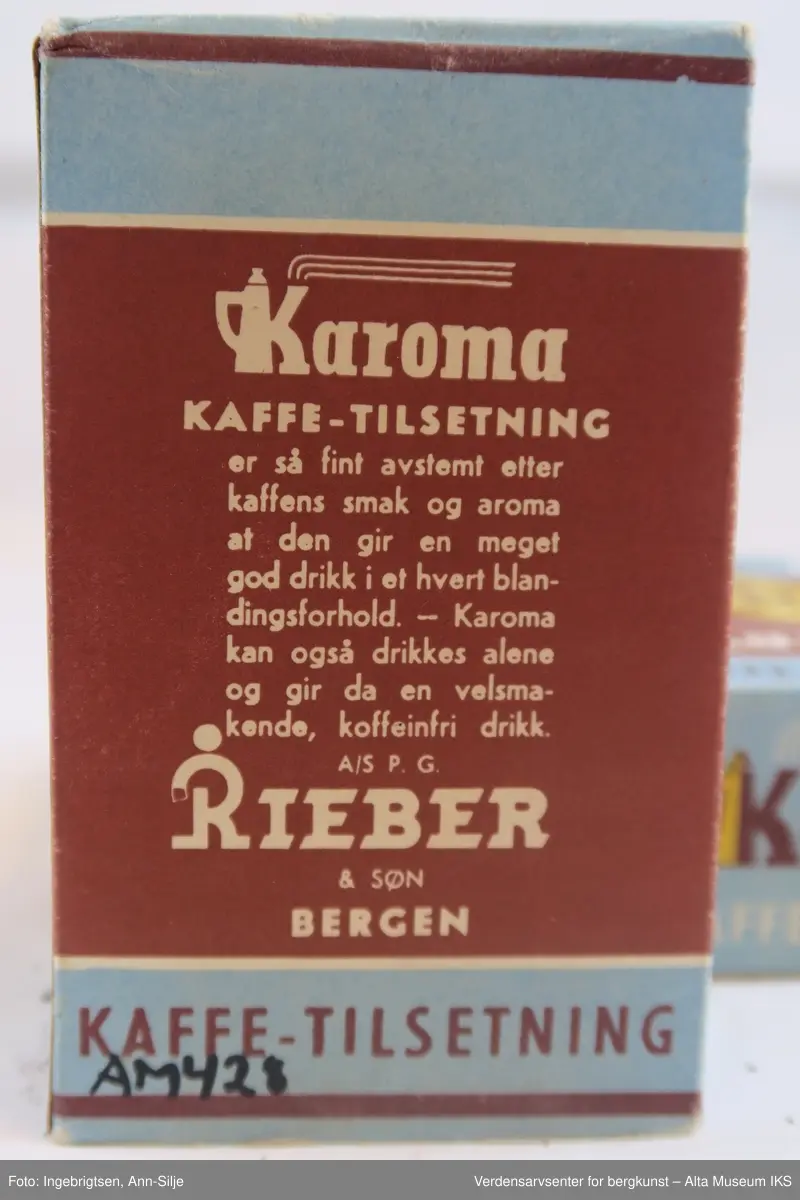 Karoma
KAFFE-TILSETNING
er så fint avstemt etter
kaffens smak og aroma
at den gir en meget
god drikk i et hvert blan-
dingsforhold. – Karoma
kan også drikkes alene
og gir da en velsma-
kende, koffeinfri drikk.
A/S P. G.
RIEBER
& SØN
BERGEN
KAFFE-TILSETNING
AM428
Foto: Ingebrigtsen, Ann-Silje
Verdensarvsenter for bergkunst – Alta Museum IKS